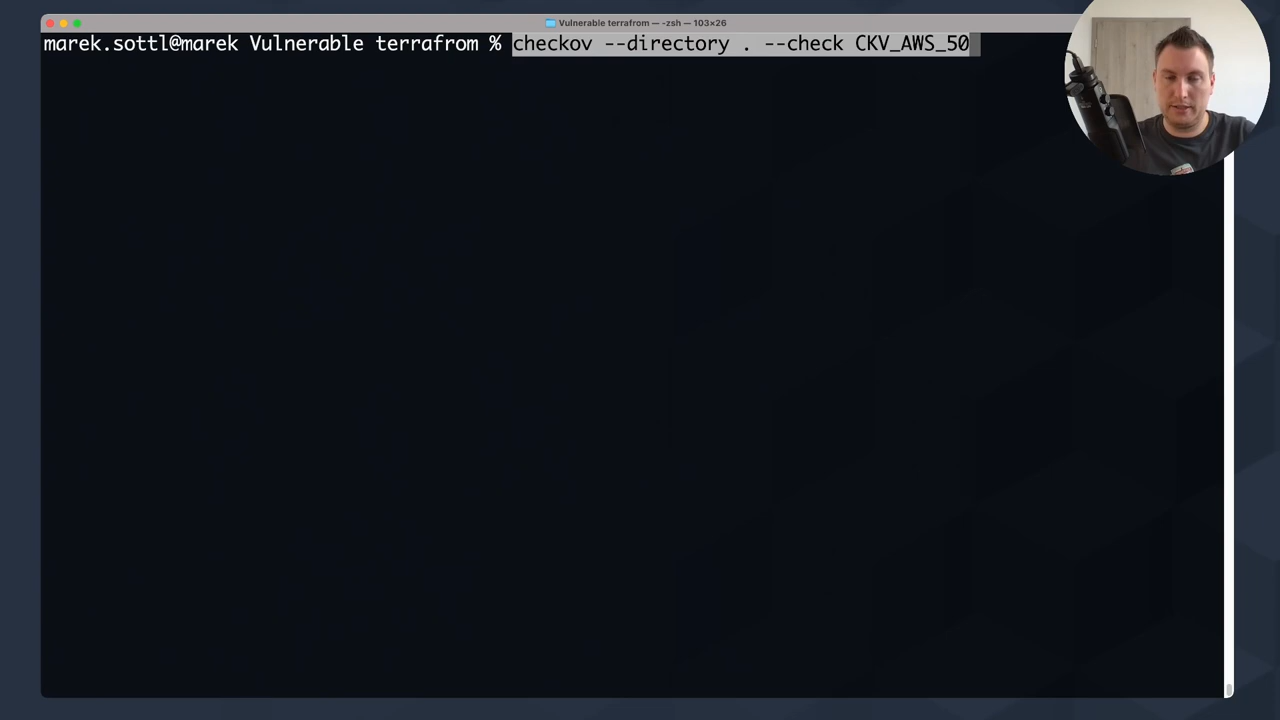 Vulnerable terrafrom — -zsh — 103×26
marek.sottl@marek Vulnerable terrafrom % checkov --directory . --check CKV_AWS_50